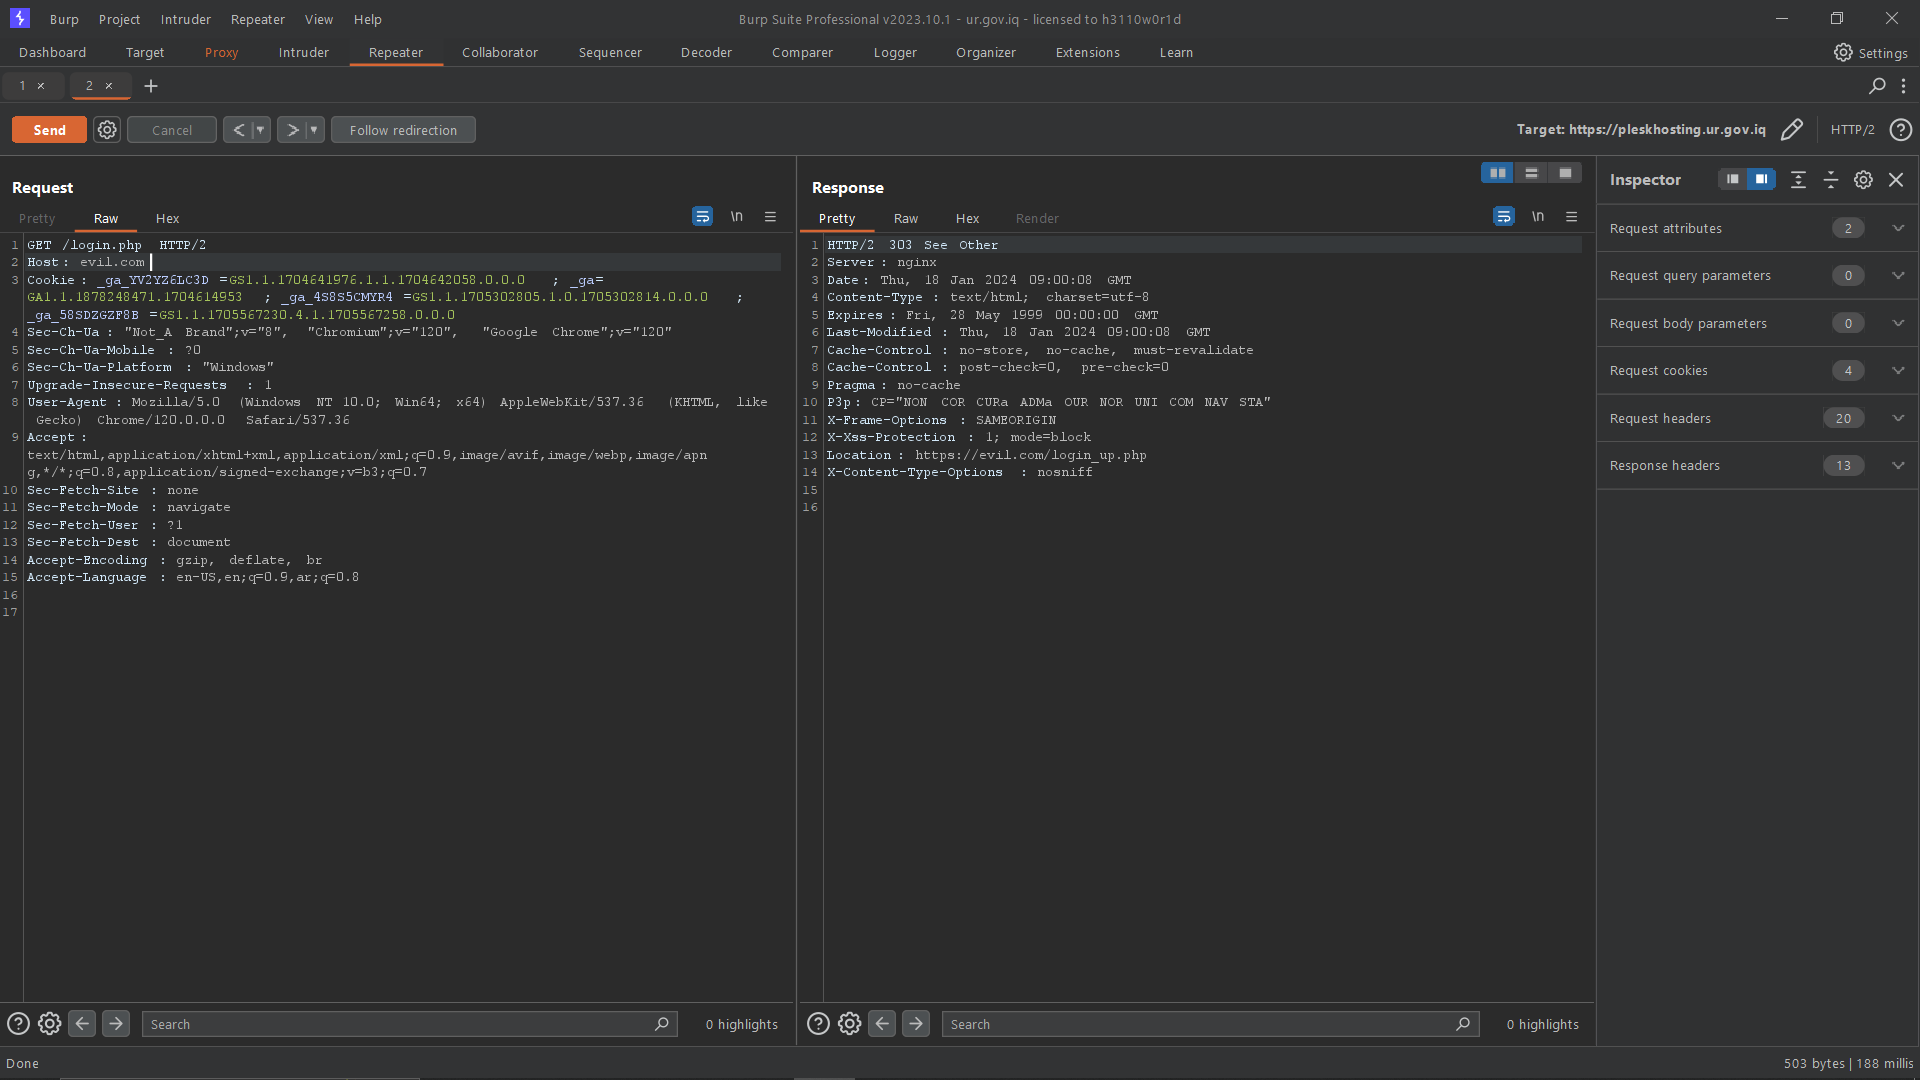 Burp Project Intruder Repeater View Help
Burp Suite Professional v2023.10.1 - ur.gov.iq - licensed to h3110w0r1d
Dashboard Target Proxy Intruder Repeater Collaborator Sequencer Decoder Comparer Logger Organizer Extensions Learn
Settings
1 × 2 × +
Send Cancel < > Follow redirection
Target: https://pleskhosting.ur.gov.iq HTTP/2
Request
Pretty Raw Hex
\n
1 GET /login.php HTTP/2
2 Host: evil.com
3 Cookie: _ga_YV2YZ6LC3D =GS1.1.1704641976.1.1.1704642058.0.0.0 ; _ga=
GA1.1.1878248471.1704614953 ; _ga_4S8S5CMYR4 =GS1.1.1705302805.1.0.1705302814.0.0.0 ;
_ga_58SDZGZF8B =GS1.1.1705567230.4.1.1705567258.0.0.0
4 Sec-Ch-Ua: "Not_A Brand";v="8", "Chromium";v="120", "Google Chrome";v="120"
5 Sec-Ch-Ua-Mobile : ?0
6 Sec-Ch-Ua-Platform : "Windows"
7 Upgrade-Insecure-Requests : 1
8 User-Agent: Mozilla/5.0 (Windows NT 10.0; Win64; x64) AppleWebKit/537.36 (KHTML, like
Gecko) Chrome/120.0.0.0 Safari/537.36
9 Accept:
text/html,application/xhtml+xml,application/xml;q=0.9,image/avif,image/webp,image/apn
g,*/*;q=0.8,application/signed-exchange;v=b3;q=0.7
10 Sec-Fetch-Site : none
11 Sec-Fetch-Mode : navigate
12 Sec-Fetch-User : ?1
13 Sec-Fetch-Dest : document
14 Accept-Encoding : gzip, deflate, br
15 Accept-Language : en-US,en;q=0.9,ar;q=0.8
16
17
Search
0 highlights
Response
Pretty Raw Hex Render
\n
1 HTTP/2 303 See Other
2 Server: nginx
3 Date: Thu, 18 Jan 2024 09:00:08 GMT
4 Content-Type : text/html; charset=utf-8
5 Expires: Fri, 28 May 1999 00:00:00 GMT
6 Last-Modified : Thu, 18 Jan 2024 09:00:08 GMT
7 Cache-Control : no-store, no-cache, must-revalidate
8 Cache-Control : post-check=0, pre-check=0
9 Pragma: no-cache
10 P3p: CP="NON COR CURa ADMa OUR NOR UNI COM NAV STA"
11 X-Frame-Options : SAMEORIGIN
12 X-Xss-Protection : 1; mode=block
13 Location: https://evil.com/login_up.php
14 X-Content-Type-Options : nosniff
15
16
Search
0 highlights
Inspector
Request attributes 2
Request query parameters 0
Request body parameters 0
Request cookies 4
Request headers 20
Response headers 13
Done
503 bytes | 188 millis